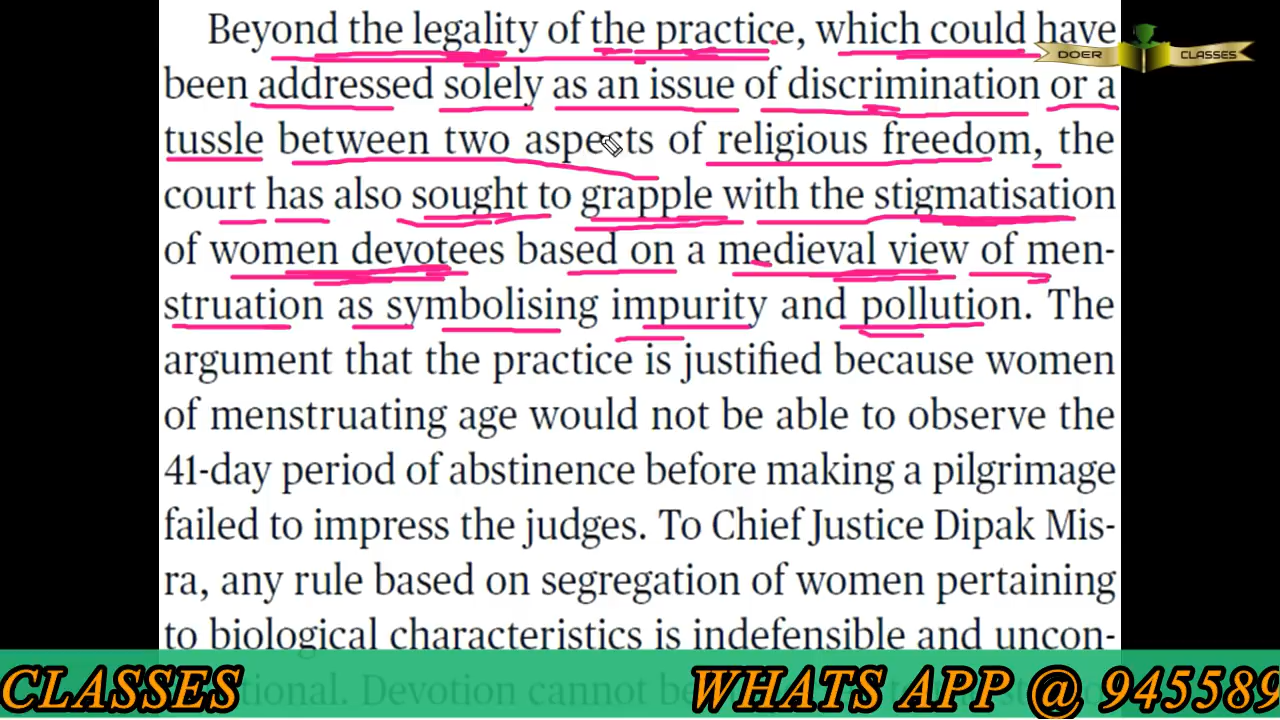 Beyond the legality of the practice, which could have
DOER CLASSES
been addressed solely as an issue of discrimination or a
tussle between two aspects of religious freedom, the
court has also sought to grapple with the stigmatisation
of women devotees based on a medieval view of men-
struation as symbolising impurity and pollution. The
argument that the practice is justified because women
of menstruating age would not be able to observe the
41-day period of abstinence before making a pilgrimage
failed to impress the judges. To Chief Justice Dipak Mis-
ra, any rule based on segregation of women pertaining
to biological characteristics is indefensible and uncon-
tional. Devotion cannot be
CLASSES WHATS APP @ 945589